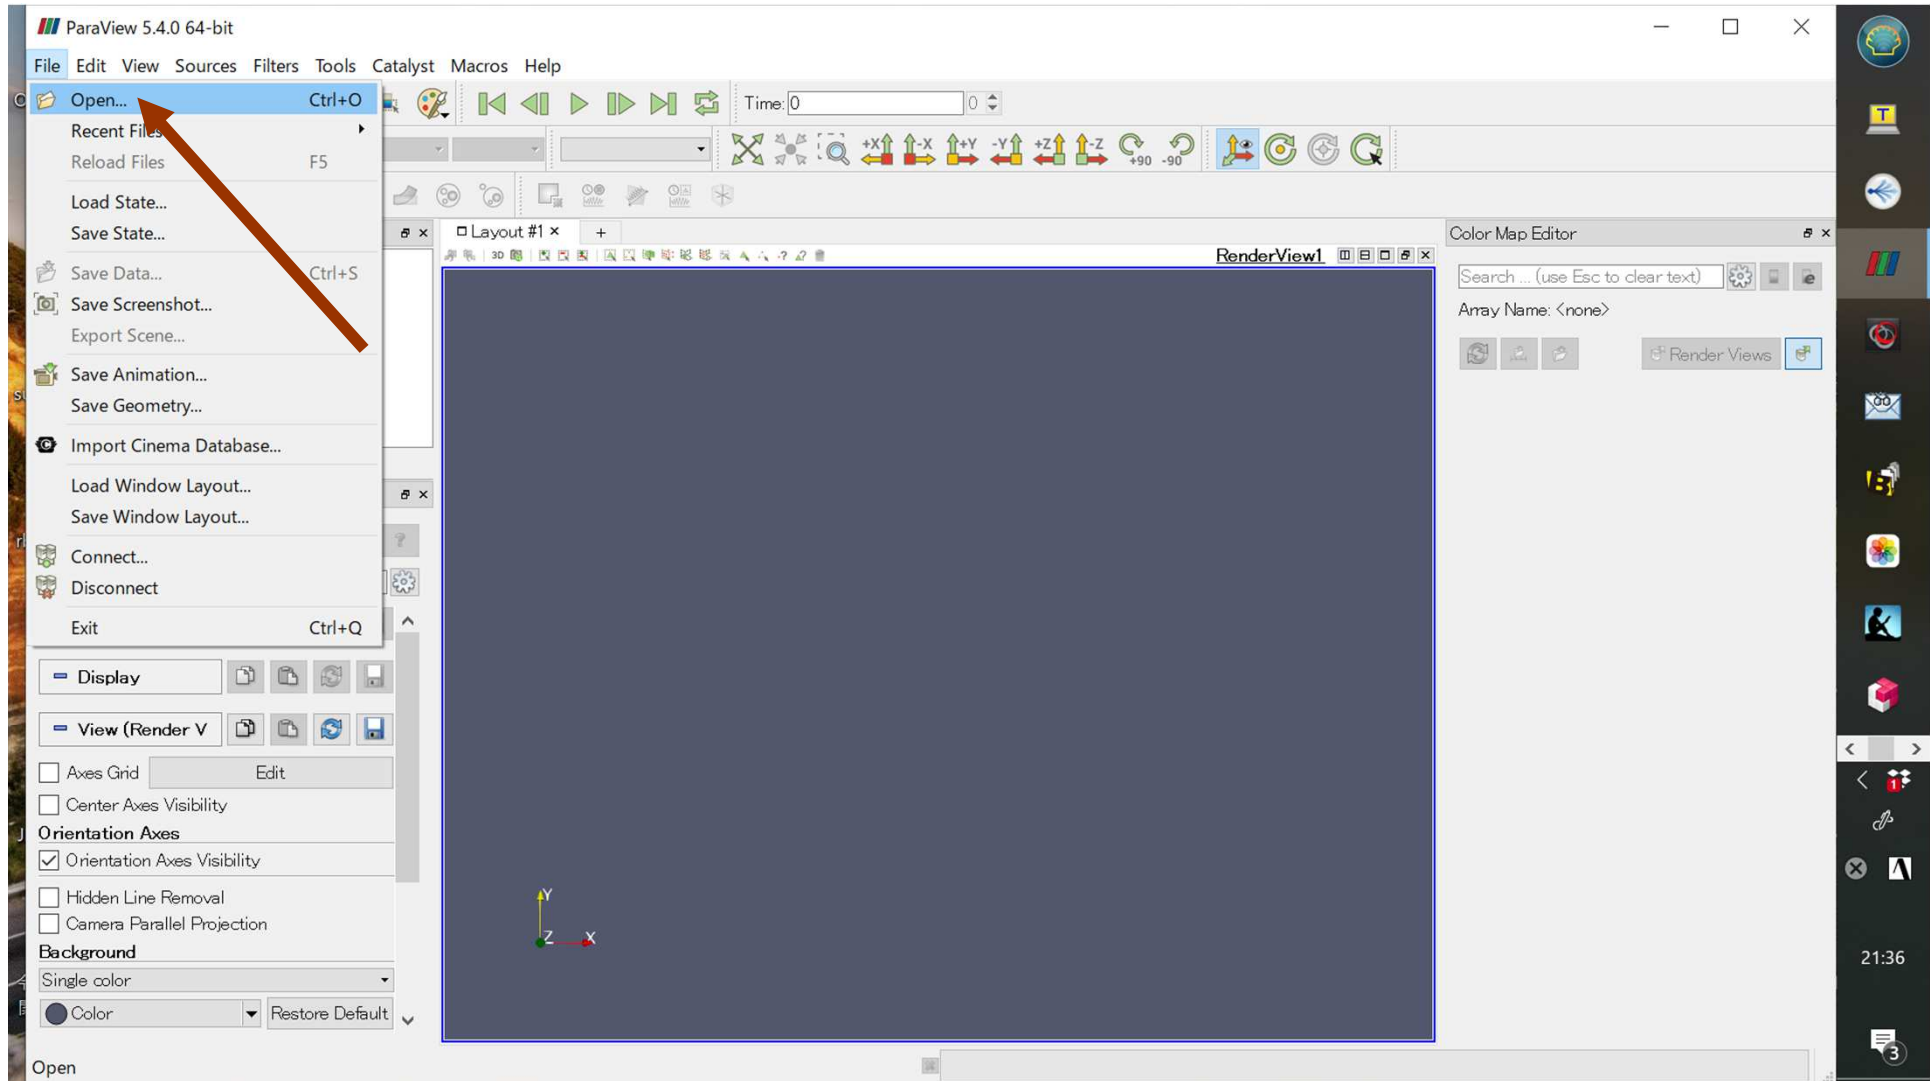 ParaView 5.4.0 64-bit
File Edit View Sources Filters Tools Catalyst Macros Help
Open... Ctrl+O
Time: 0 0
Recent Files
Reload Files F5
+X -X +Y -Y +Z -Z +90 -90
Load State...
Save State...
Layout #1 × +
Color Map Editor
3D
RenderView1
Save Data... Ctrl+S
Search ... (use Esc to clear text)
Save Screenshot...
Array Name: <none>
Export Scene...
Render Views
Save Animation...
Save Geometry...
Import Cinema Database...
Load Window Layout...
Save Window Layout...
Connect...
Disconnect
Exit Ctrl+Q
Display
View (Render V
Axes Grid Edit
Center Axes Visibility
Orientation Axes
Orientation Axes Visibility
Hidden Line Removal
Camera Parallel Projection
Background
Single color
Color Restore Default
Y
Z X
Open
T
B
1
21:36
3